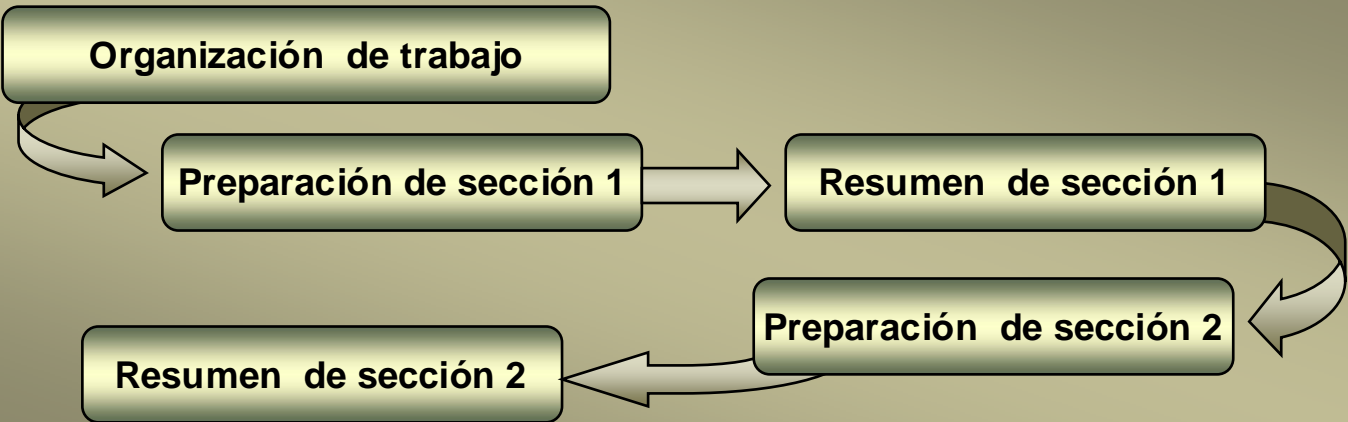 Organización de trabajo
Preparación de sección 1
Resumen de sección 1
Preparación de sección 2
Resumen de sección 2